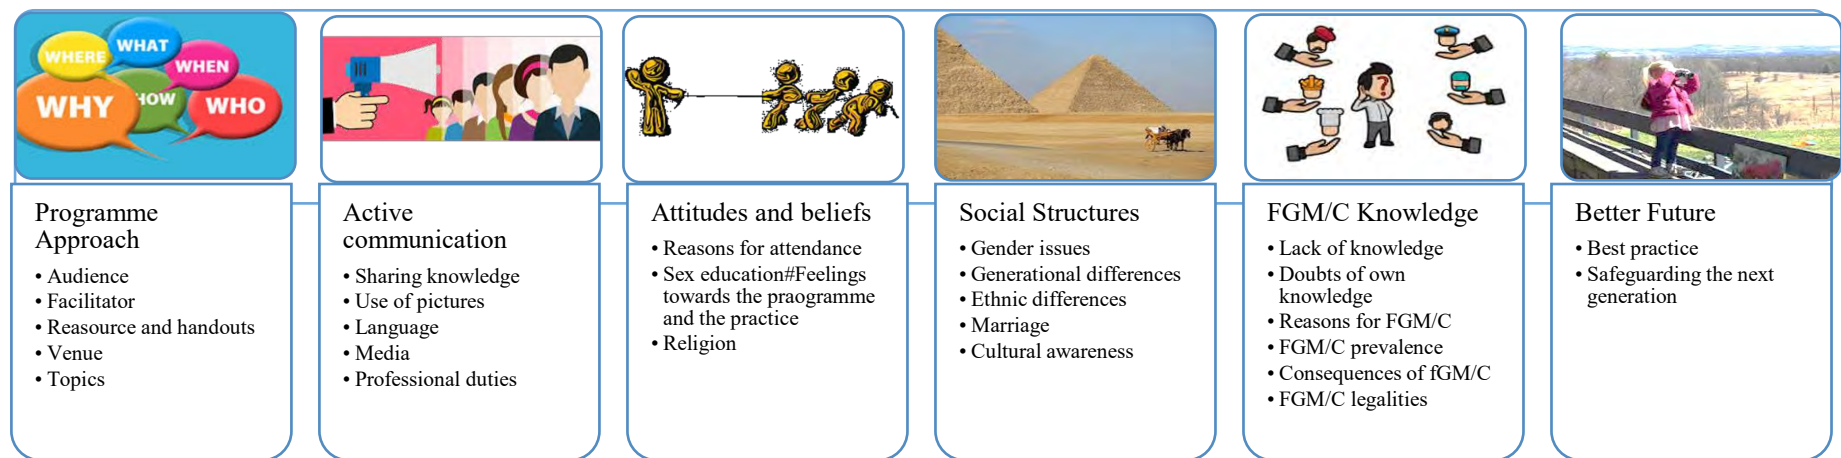 WHERE
WHAT
WHEN
WHY
HOW
WHO
?
Programme
Approach
• Audience
• Facilitator
• Reasource and handouts
• Venue
• Topics
Active
communication
• Sharing knowledge
• Use of pictures
• Language
• Media
• Professional duties
Attitudes and beliefs
• Reasons for attendance
• Sex education#Feelings
towards the praogramme
and the practice
• Religion
Social Structures
• Gender issues
• Generational differences
• Ethnic differences
• Marriage
• Cultural awareness
FGM/C Knowledge
• Lack of knowledge
• Doubts of own
knowledge
• Reasons for FGM/C
• FGM/C prevalence
• Consequences of fGM/C
• FGM/C legalities
Better Future
• Best practice
• Safeguarding the next
generation